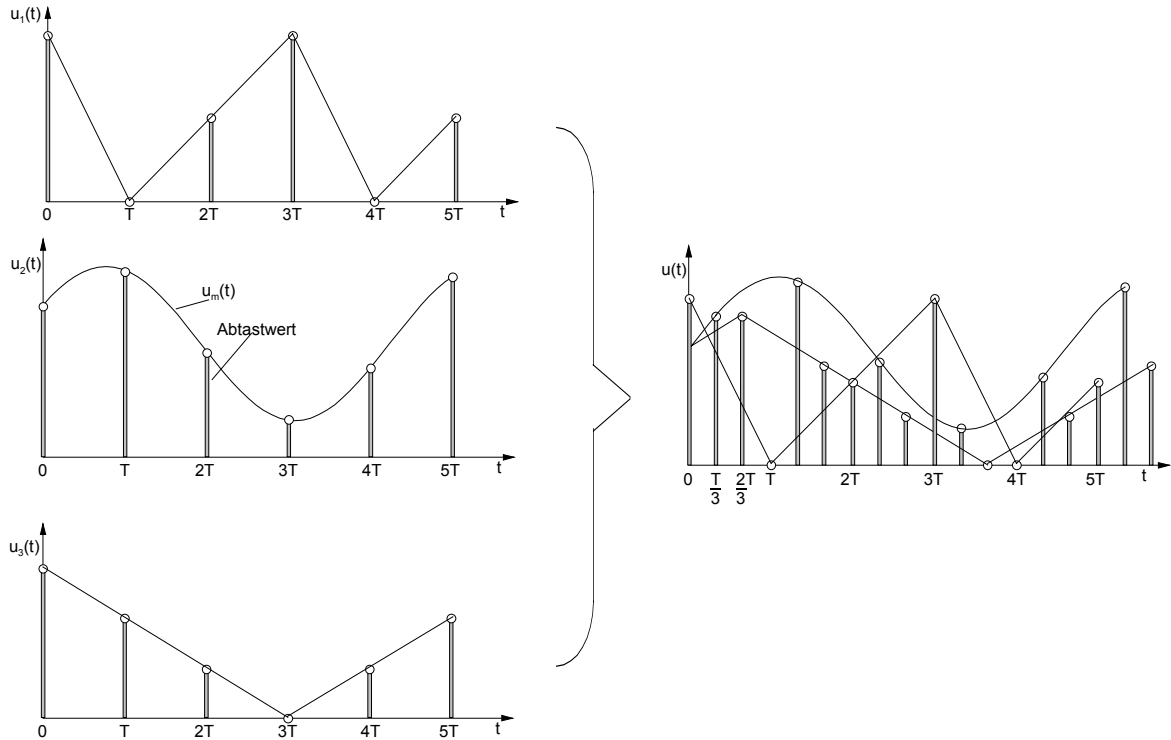 u1(t)
0 T 2T 3T 4T 5T t
u2(t)
um(t)
Abtastwert
0 T 2T 3T 4T 5T t
u3(t)
0 T 2T 3T 4T 5T t
u(t)
0 T/3 2T/3 T 2T 3T 4T 5T t